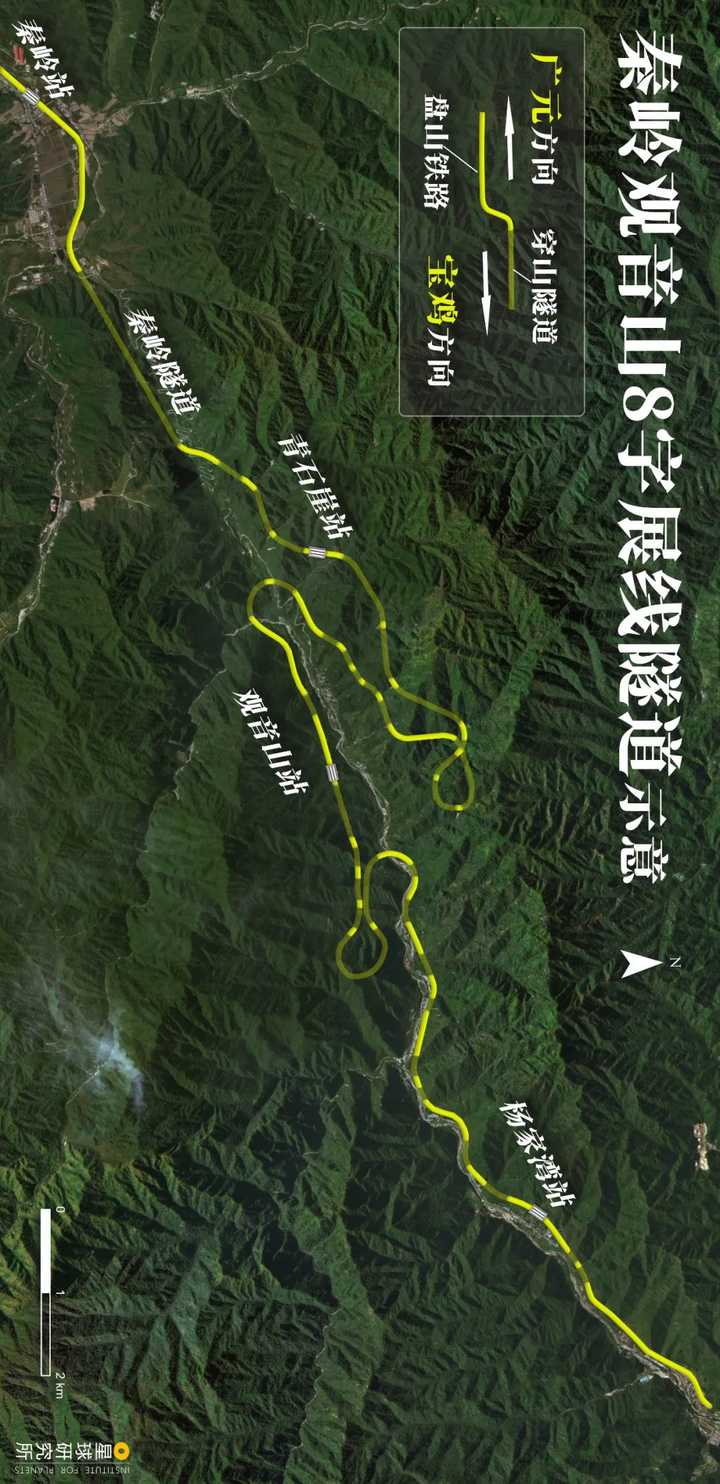 秦岭观音山8字展线隧道示意
N
广元方向
盘山铁路
穿山隧道
宝鸡方向
秦岭站
秦岭隧道
青石崖站
观音山站
杨家湾站
0 1 2 km
星球研究所
INSTITUTE FOR PLANETS